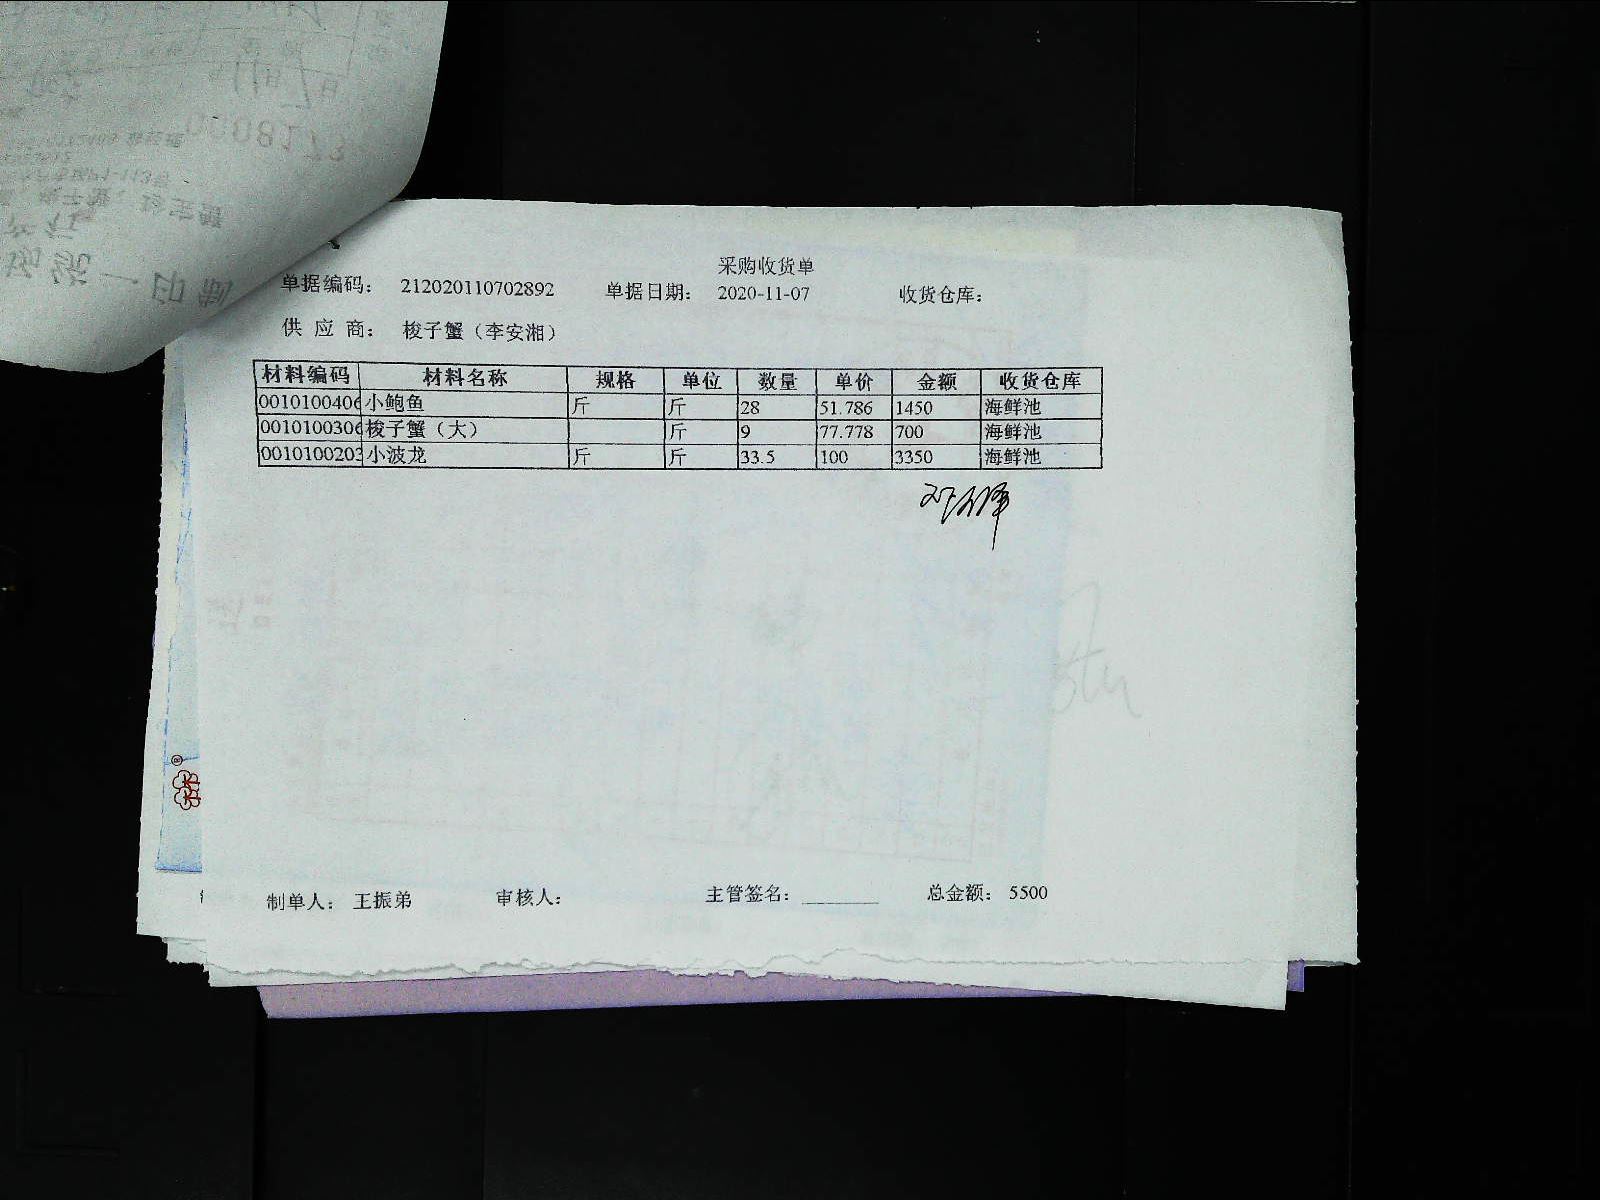 采购收货单
单据编码： 212020110702892 单据日期： 2020-11-07 收货仓库：
供 应 商： 梭子蟹（李安湘）
材料编码 材料名称 规格 单位 数量 单价 金额 收货仓库
0010100406 小鲍鱼 斤 斤 28 51.786 1450 海鲜池
0010100306 梭子蟹（大） 斤 9 77.778 700 海鲜池
0010100203 小波龙 斤 斤 33.5 100 3350 海鲜池
制单人： 王振弟 审核人： 主管签名： 总金额： 5500